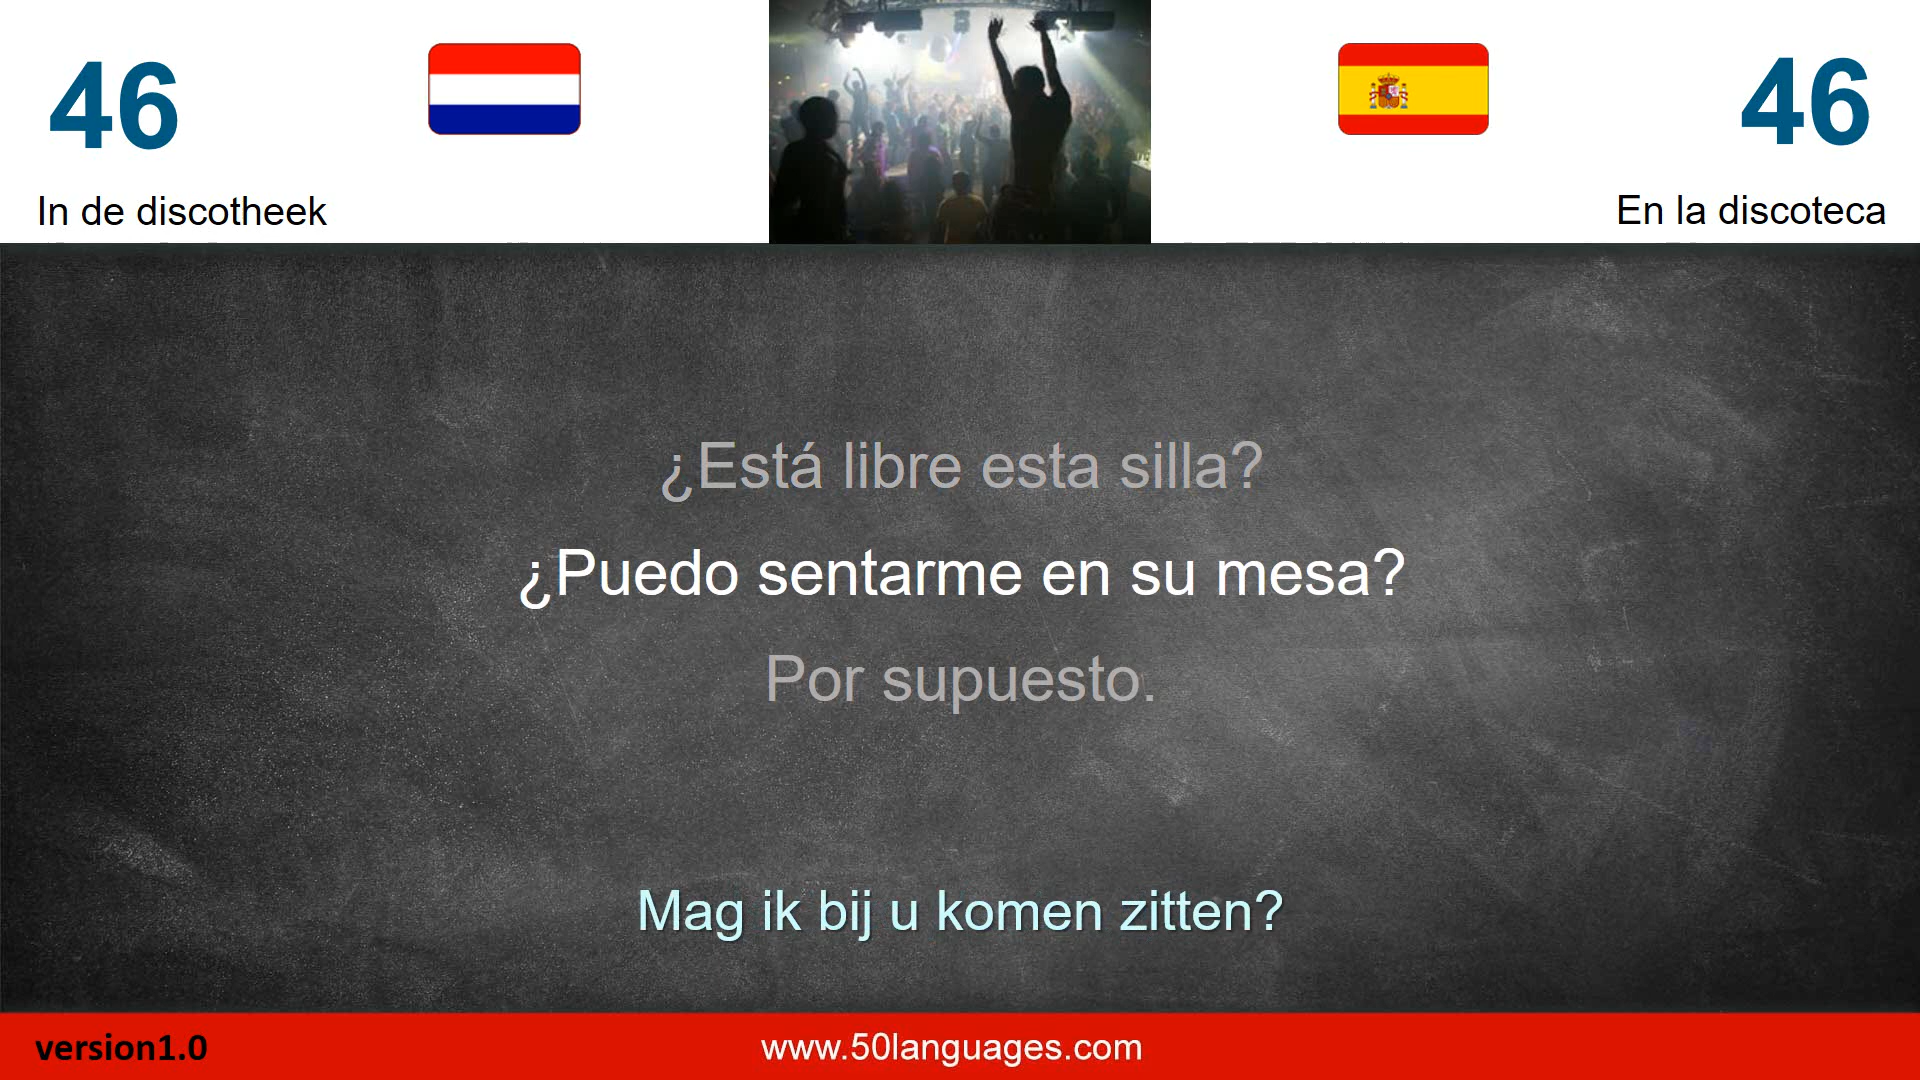 46
46
In de discotheek
En la discoteca
¿Está libre esta silla?
¿Puedo sentarme en su mesa?
Por supuesto.
Mag ik bij u komen zitten?
version1.0
www.50languages.com